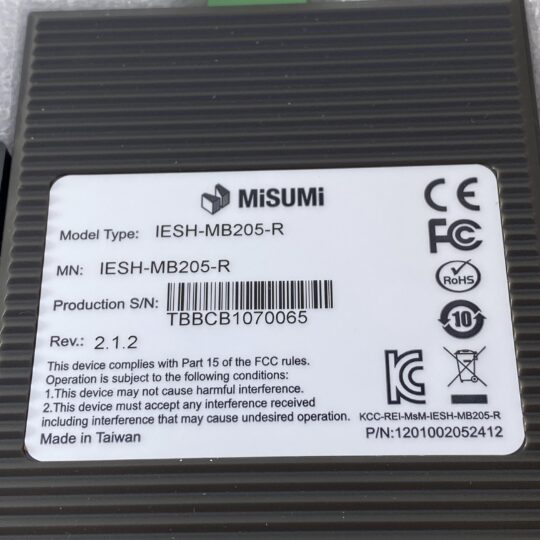 MiSUMi
Model Type: IESH-MB205-R
MN: IESH-MB205-R
Production S/N:
TBBCB1070065
Rev.: 2.1.2
This device complies with Part 15 of the FCC rules.
Operation is subject to the following conditions:
1.This device may not cause harmful interference.
2.This device must accept any interference received
including interference that may cause undesired operation.
Made in Taiwan
CE
FC
RoHS
10
KC
KCC-REI-MsM-IESH-MB205-R
P/N:1201002052412